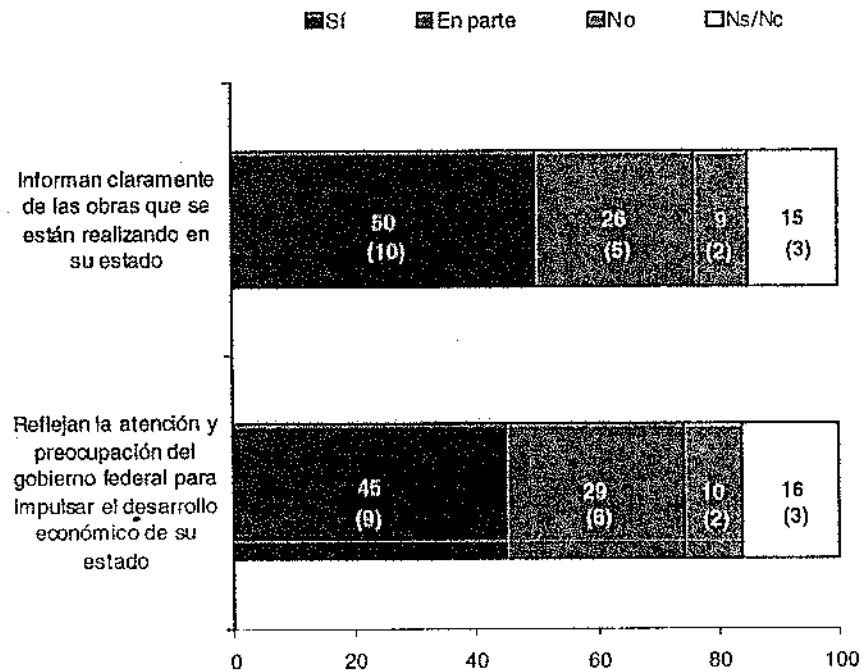 Sí En parte No Ns/Nc
Informan claramente
de las obras que se
están realizando en
su estado
50 26 9 15
(10) (5) (2) (3)
Reflejan la atención y
preocupación del
gobierno federal para
impulsar el desarrollo
económico de su
estado
45 29 10 16
(9) (6) (2) (3)
0 20 40 60 80 100